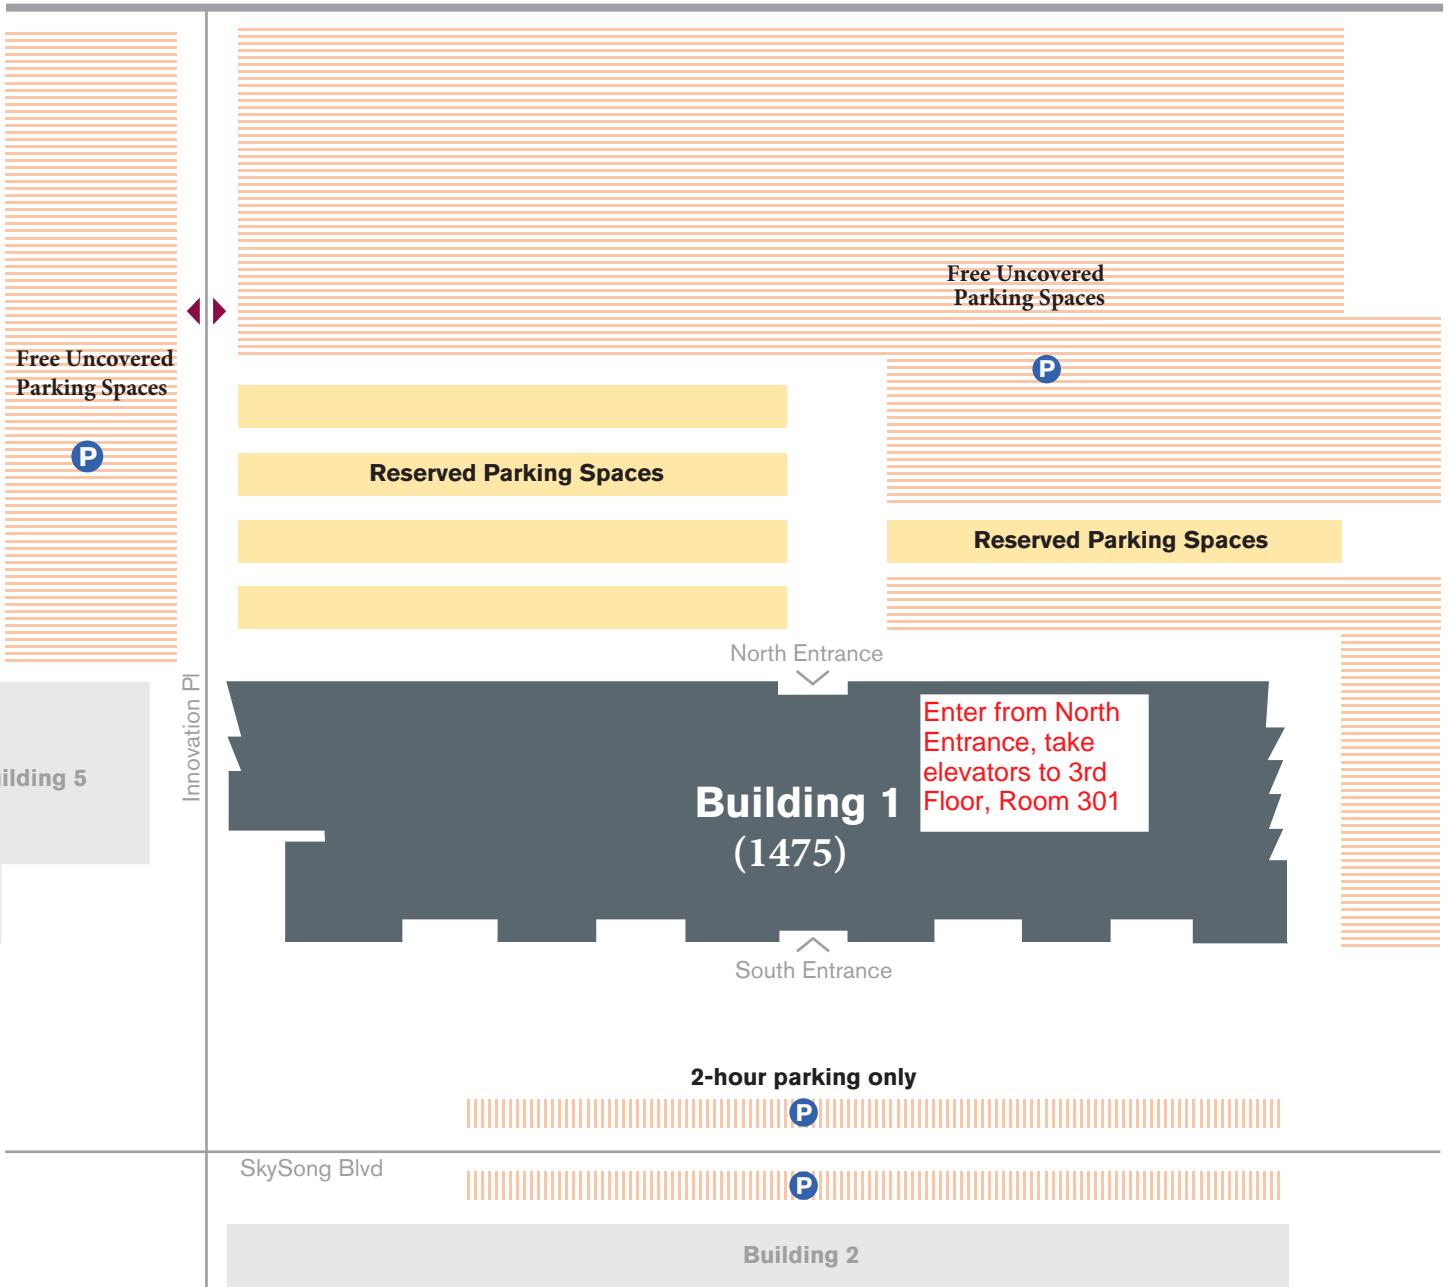 Free Uncovered
Parking Spaces
Free Uncovered
Parking Spaces
P
P
Reserved Parking Spaces
Reserved Parking Spaces
North Entrance
Innovation Pl
Enter from North
Entrance, take
elevators to 3rd
Floor, Room 301
ilding 5
Building 1
(1475)
South Entrance
2-hour parking only
P
SkySong Blvd
P
Building 2